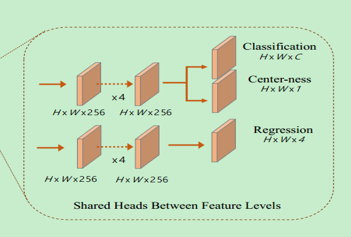 Classification
H×W×C
Center-ness
H×W×1
×4
H×W×256 H×W×256
Regression
H×W×4
×4
H×W×256 H×W×256
Shared Heads Between Feature Levels